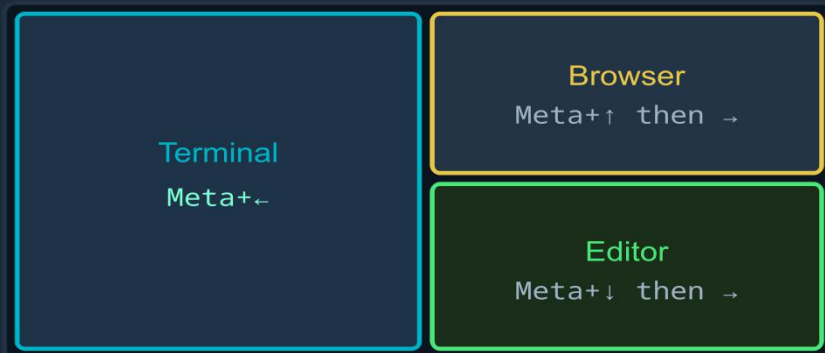 Terminal
Meta+←
Browser
Meta+↑ then →
Editor
Meta+↓ then →